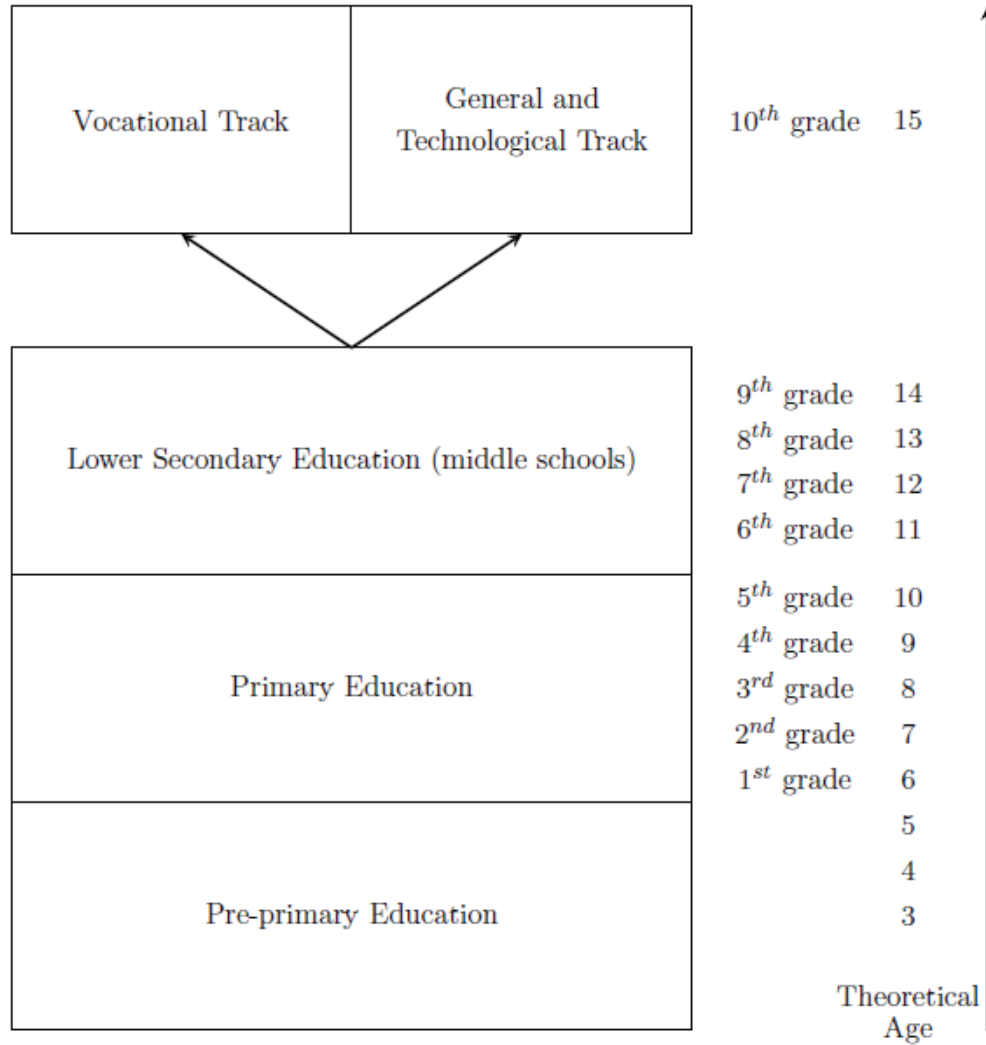 Vocational Track
General and
Technological Track
10th grade 15
Lower Secondary Education (middle schools)
9th grade 14
8th grade 13
7th grade 12
6th grade 11
Primary Education
5th grade 10
4th grade 9
3rd grade 8
2nd grade 7
1st grade 6
Pre-primary Education
5
4
3
Theoretical
Age